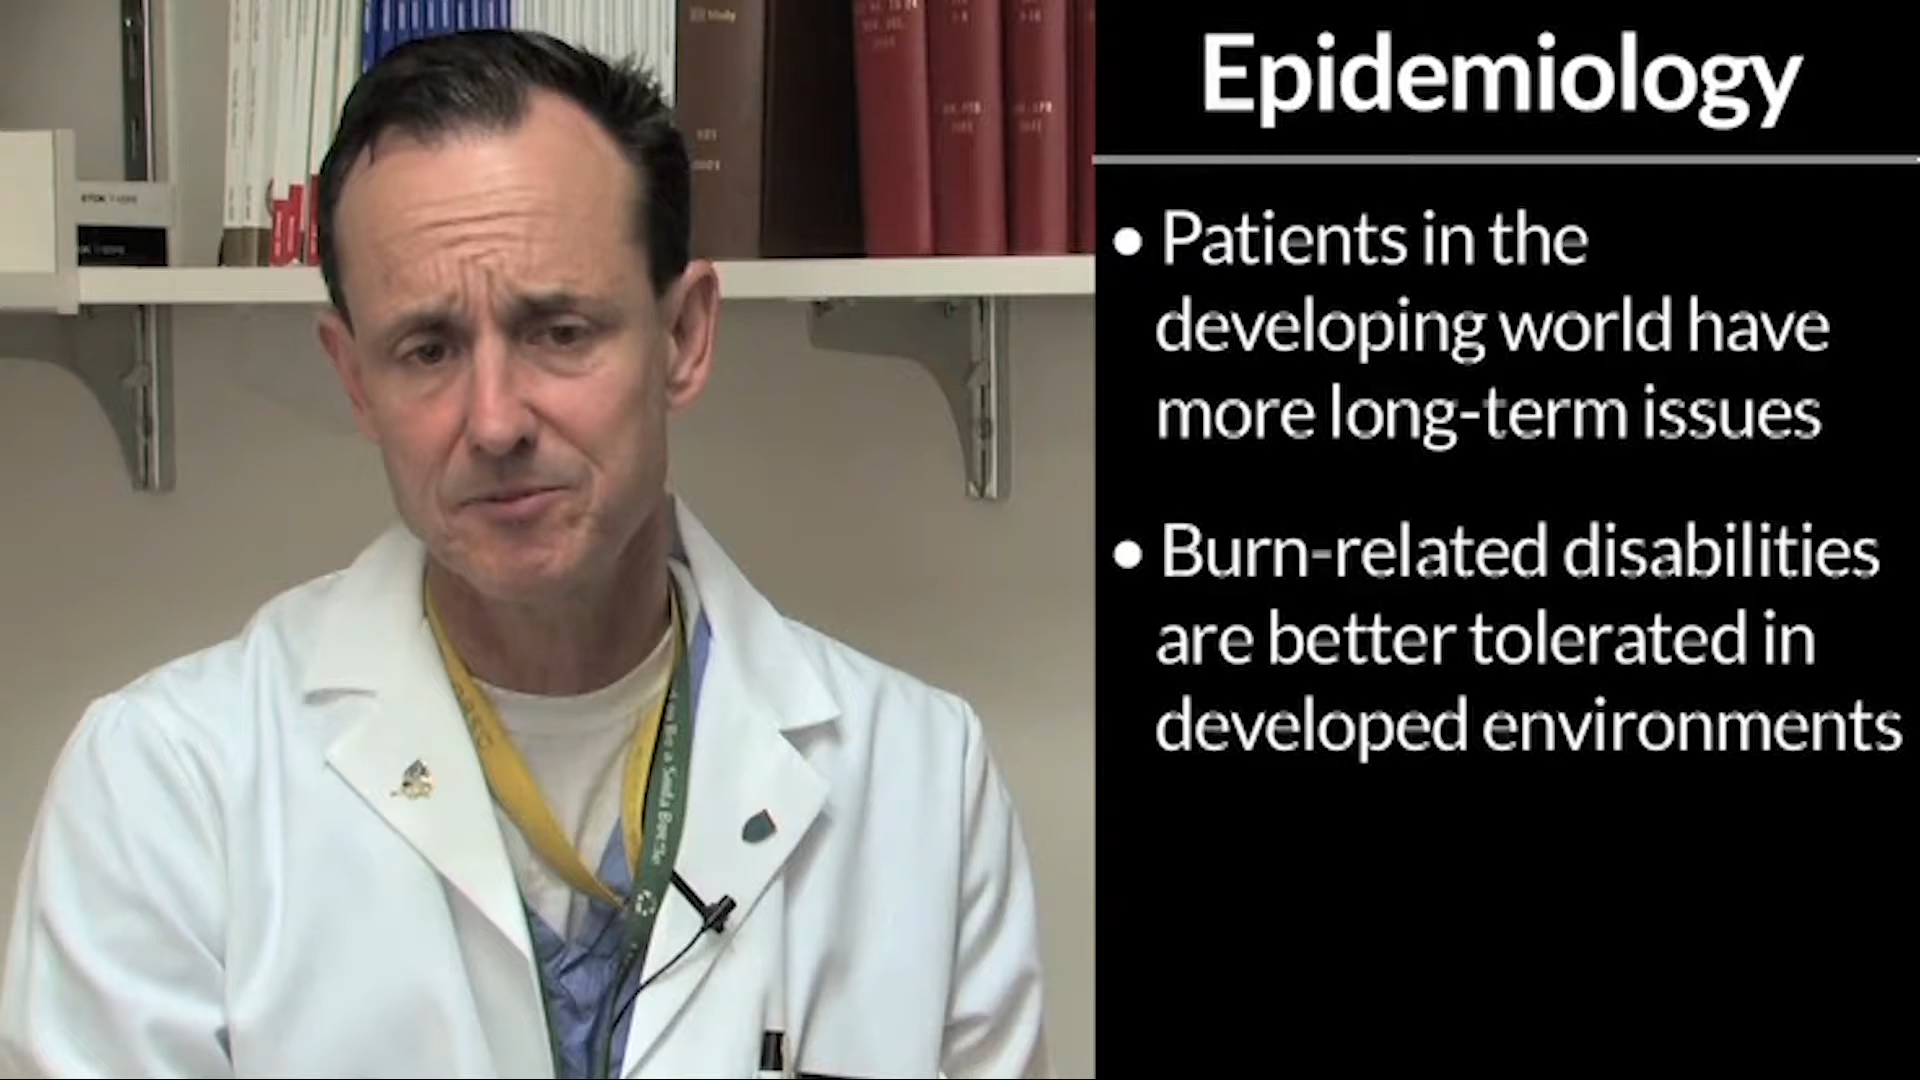 Epidemiology
• Patients in the
developing world have
more long-term issues
• Burn-related disabilities
are better tolerated in
developed environments